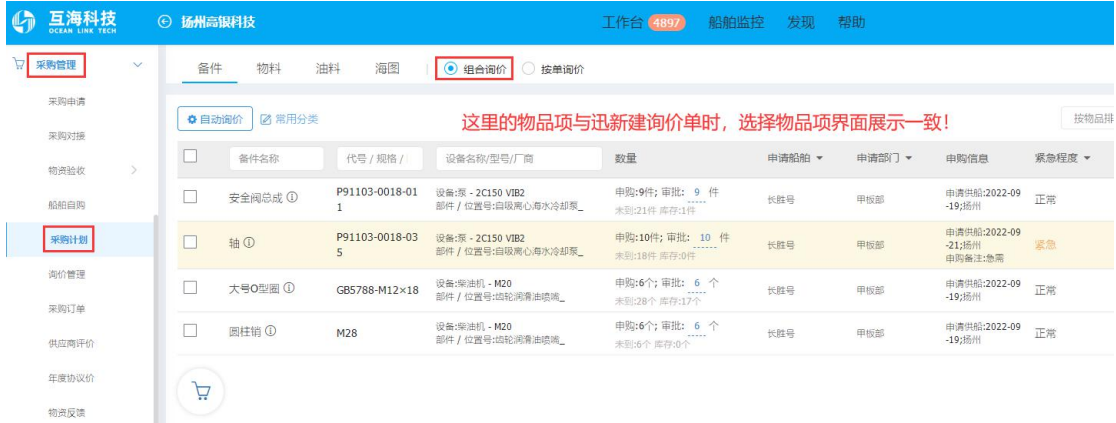 互海科技
OCEAN LINK TECH
扬州高银科技
工作台 4897 船舶监控 发现 帮助
采购管理
采购申请
采购对接
物资验收
船舶自购
采购计划
询价管理
采购订单
供应商评价
年度协议价
物资反馈
备件 物料 油料 海图 组合询价 按单询价
自动询价 常用分类
这里的物品项与迅新建询价单时，选择物品项界面展示一致！
按物品排
备件名称 代号 / 规格 / 设备名称/型号/厂商 数量 申请船舶 申请部门 申购信息 紧急程度
安全阀总成 P91103-0018-01
1
设备:泵 - 2C150 VIB2
部件 / 位置号:自吸离心海水冷却泵_
申购:9件; 审批: 9 件
未到:21件 库存:1件
长胜号 甲板部
申请供船:2022-09
-19;扬州
正常
轴 P91103-0018-03
5
设备:泵 - 2C150 VIB2
部件 / 位置号:自吸离心海水冷却泵_
申购:10件; 审批: 10 件
未到:18件 库存:0件
长胜号 甲板部
申请供船:2022-09
-21;扬州
申购备注:急需
紧急
大号O型圈 GB5788-M12×18
设备:柴油机 - M20
部件 / 位置号:齿轮润滑油喷嘴_
申购:6个; 审批: 6 个
未到:28个 库存:17个
长胜号 甲板部
申请供船:2022-09
-19;扬州
正常
圆柱销 M28
设备:柴油机 - M20
部件 / 位置号:齿轮润滑油喷嘴_
申购:6个; 审批: 6 个
未到:6个 库存:0个
长胜号 甲板部
申请供船:2022-09
-19;扬州
正常